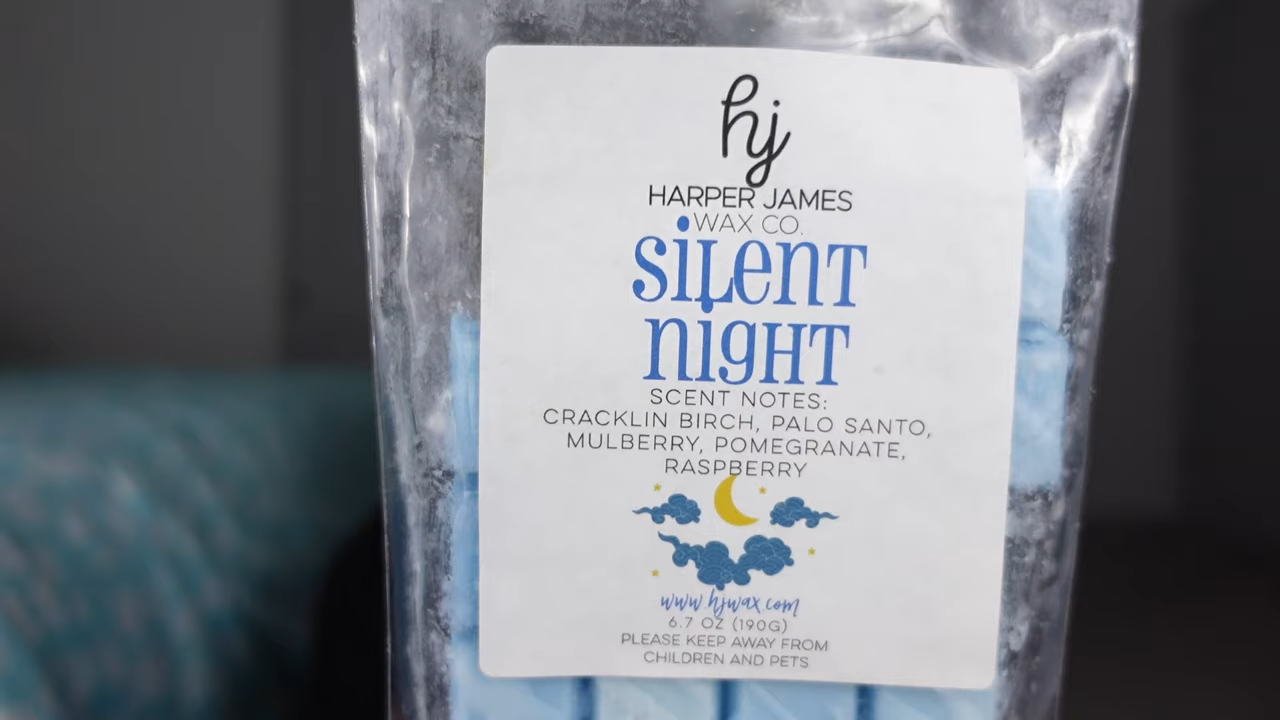 hj
HARPER JAMES
WAX CO.
SiLENT
NIGHT
SCENT NOTES:
CRACKLIN BIRCH, PALO SANTO,
MULBERRY, POMEGRANATE,
RASPBERRY
www.hjwax.com
6.7 OZ (190G)
PLEASE KEEP AWAY FROM
CHILDREN AND PETS